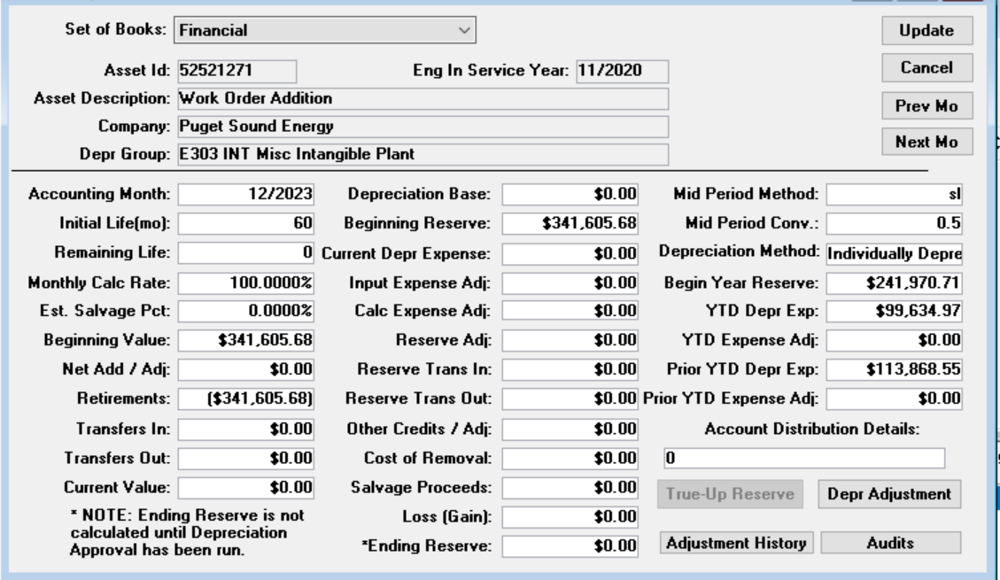 Set of Books: Financial Update
Asset Id: 52521271 Eng In Service Year: 11/2020 Cancel
Asset Description: Work Order Addition
Company: Puget Sound Energy Prev Mo
Depr Group: E303 INT Misc Intangible Plant Next Mo
Accounting Month: 12/2023 Depreciation Base: $0.00 Mid Period Method: sl
Initial Life(mo): 60 Beginning Reserve: $341,605.68 Mid Period Conv.: 0.5
Remaining Life: 0 Current Depr Expense: $0.00 Depreciation Method: Individually Depre
Monthly Calc Rate: 100.0000% Input Expense Adj: $0.00 Begin Year Reserve: $241,970.71
Est. Salvage Pct: 0.0000% Calc Expense Adj: $0.00 YTD Depr Exp: $99,634.97
Beginning Value: $341,605.68 Reserve Adj: $0.00 YTD Expense Adj: $0.00
Net Add / Adj: $0.00 Reserve Trans In: $0.00 Prior YTD Depr Exp: $113,868.55
Retirements: ($341,605.68) Reserve Trans Out: $0.00 Prior YTD Expense Adj: $0.00
Transfers In: $0.00 Other Credits / Adj: $0.00 Account Distribution Details:
Transfers Out: $0.00 Cost of Removal: $0.00 0
Current Value: $0.00 Salvage Proceeds: $0.00 True-Up Reserve Depr Adjustment
* NOTE: Ending Reserve is not Loss (Gain): $0.00
calculated until Depreciation
Approval has been run. *Ending Reserve: $0.00 Adjustment History Audits